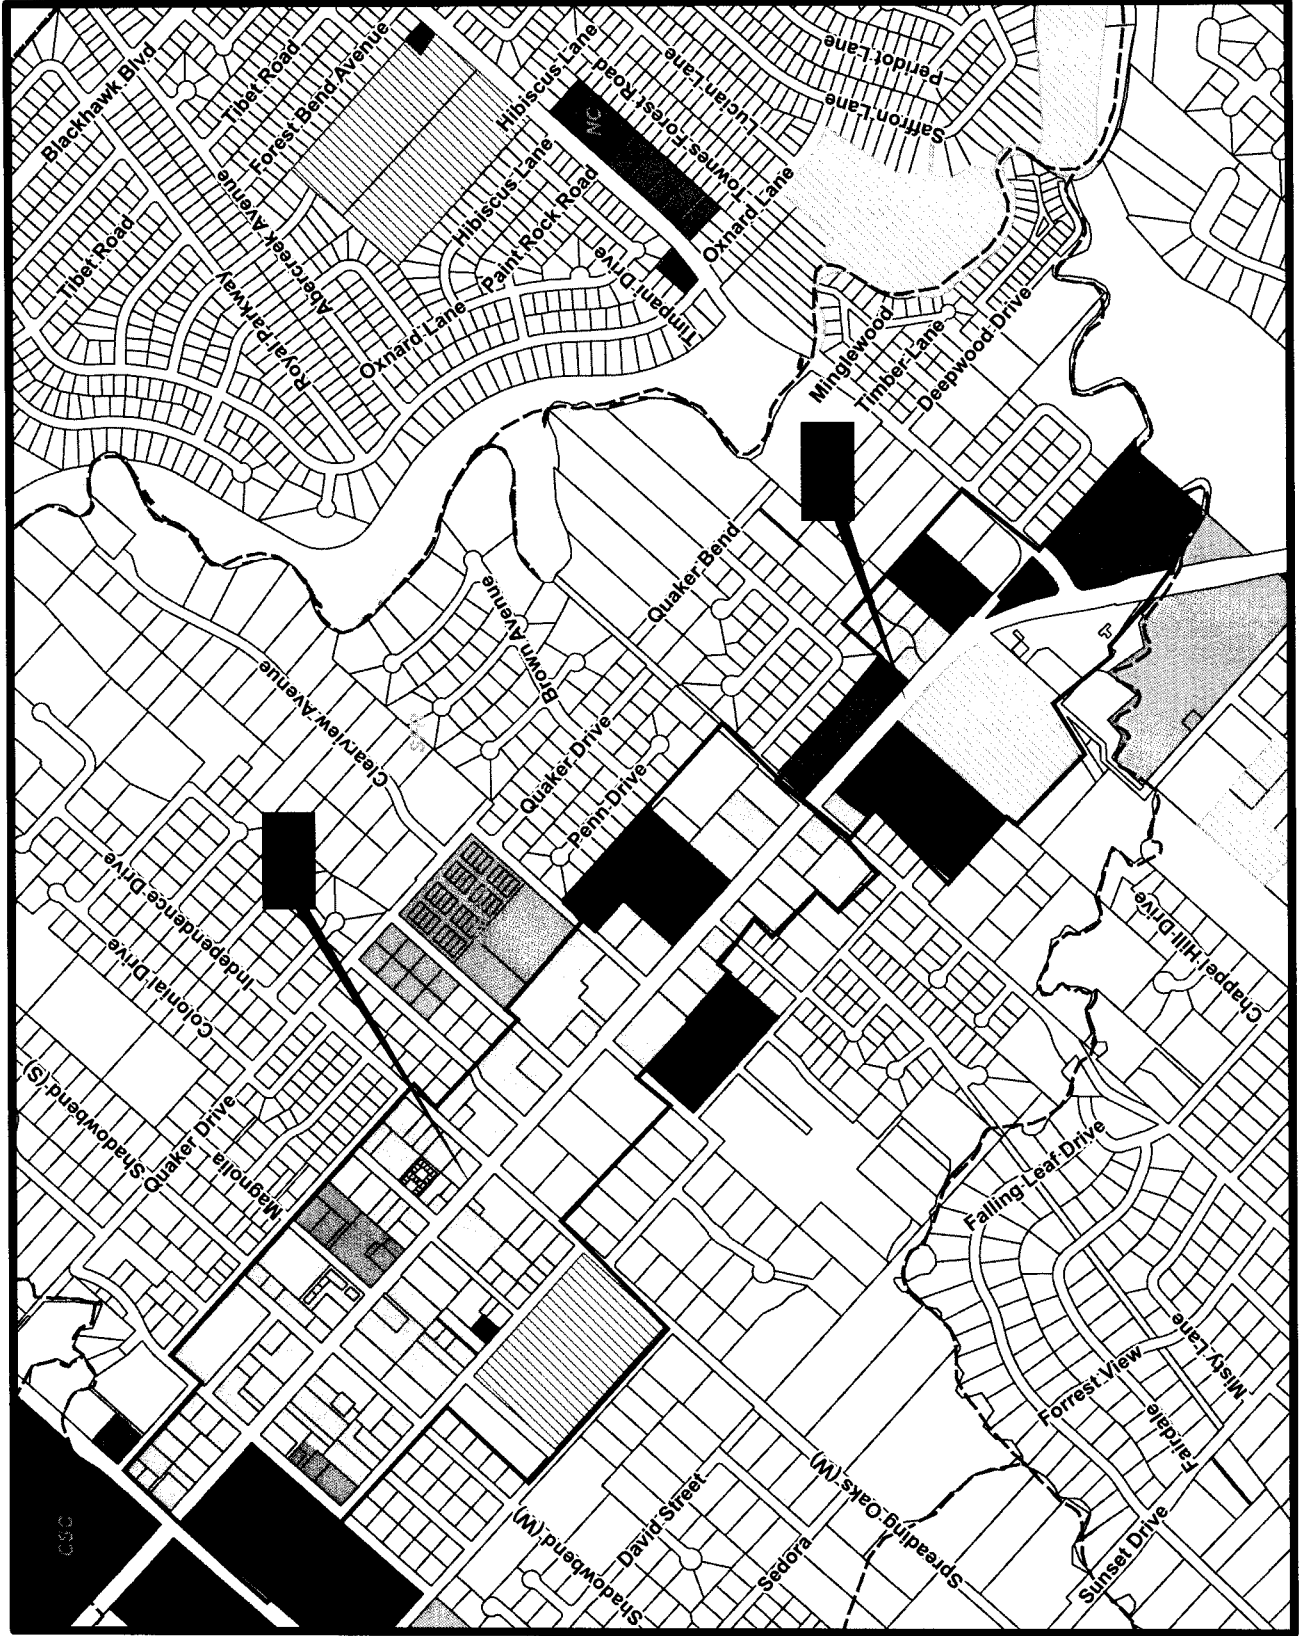 Blackhawk Blvd
Tibet Road
Forest Bend Avenue
Hibiscus Lane
Townes Forest Road
Lucian Lane
Peridot Lane
Saffron Lane
NC
Tibet Road
Abercreek Avenue
Royal Parkway
Hibiscus Lane
Paint Rock Road
Oxnard Lane
Oxnard Lane
Timpani Drive
Minglewood
Timber Lane
Deepwood Drive
Quaker Bend
Brown Avenue
Clearview Avenue
Quaker Drive
Penn Drive
Independence Drive
Colonial Drive
Shadowbend (S)
Quaker Drive
Magnolia
Chappel Hill Drive
Falling Leaf Drive
Forrest View
Misty Lane
Fairdale
Sunset Drive
Spreading Oaks (W)
David Street
Sedora
Shadowbend (W)